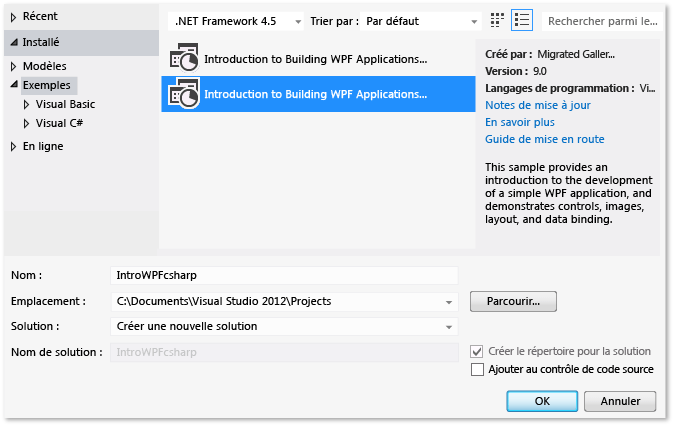 Récent
Installé
Modèles
Exemples
Visual Basic
Visual C#
En ligne
.NET Framework 4.5 Trier par : Par défaut Rechercher parmi le...
Introduction to Building WPF Applications...
Introduction to Building WPF Applications...
Créé par : Migrated Galler...
Version : 9.0
Langages de programmation : Vi...
Notes de mise à jour
En savoir plus
Guide de mise en route
This sample provides an
introduction to the development
of a simple WPF application, and
demonstrates controls, images,
layout, and data binding.
Nom : IntroWPFcsharp
Emplacement : C:\Documents\Visual Studio 2012\Projects Parcourir...
Solution : Créer une nouvelle solution
Nom de solution : IntroWPFcsharp Créer le répertoire pour la solution
Ajouter au contrôle de code source
OK Annuler